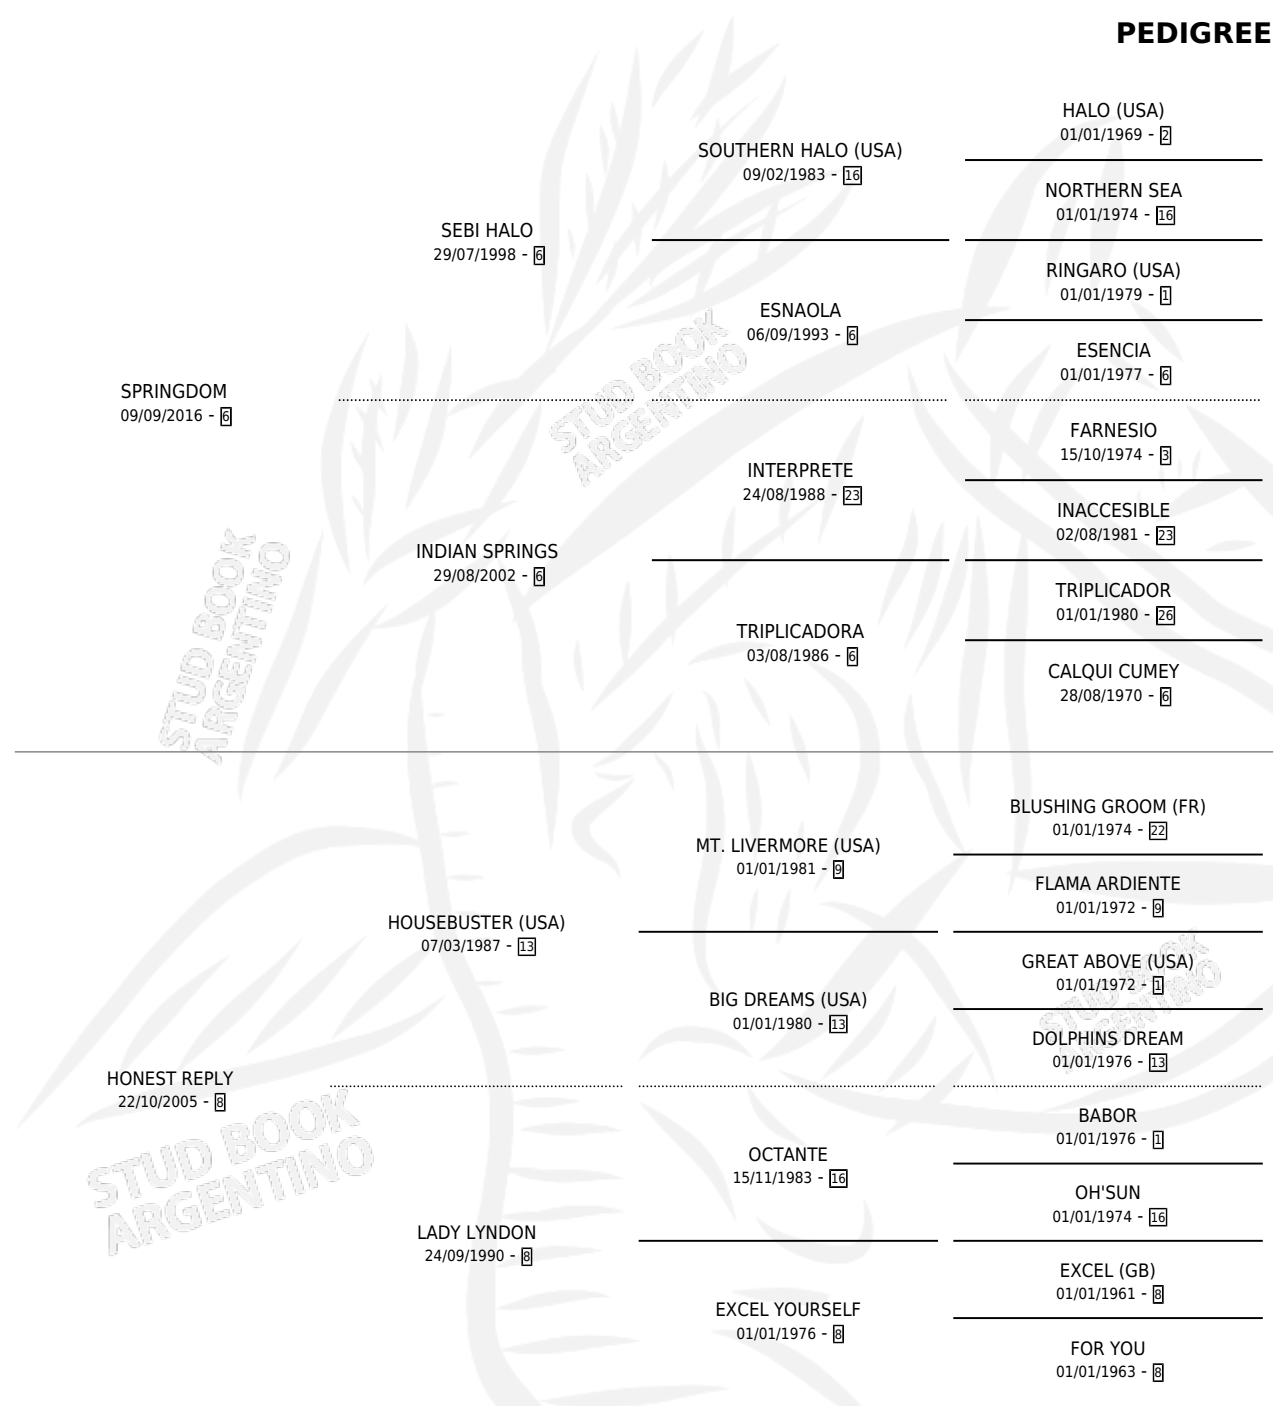 PEDIGREE
HALO (USA)
01/01/1969 - 2
SOUTHERN HALO (USA)
09/02/1983 - 16
NORTHERN SEA
01/01/1974 - 16
SEBI HALO
29/07/1998 - 6
RINGARO (USA)
01/01/1979 - 1
ESNAOLA
06/09/1993 - 6
ESENCIA
01/01/1977 - 6
SPRINGDOM
09/09/2016 - 6
FARNESIO
15/10/1974 - 3
INTERPRETE
24/08/1988 - 23
INACCESIBLE
02/08/1981 - 23
INDIAN SPRINGS
29/08/2002 - 6
TRIPLICADOR
01/01/1980 - 26
TRIPLICADORA
03/08/1986 - 6
CALQUI CUMEY
28/08/1970 - 6
BLUSHING GROOM (FR)
01/01/1974 - 22
MT. LIVERMORE (USA)
01/01/1981 - 9
FLAMA ARDIENTE
01/01/1972 - 9
HOUSEBUSTER (USA)
07/03/1987 - 13
GREAT ABOVE (USA)
01/01/1972 - 1
BIG DREAMS (USA)
01/01/1980 - 13
DOLPHINS DREAM
01/01/1976 - 13
HONEST REPLY
22/10/2005 - 8
BABOR
01/01/1976 - 1
OCTANTE
15/11/1983 - 16
OH'SUN
01/01/1974 - 16
LADY LYNDON
24/09/1990 - 8
EXCEL (GB)
01/01/1961 - 8
EXCEL YOURSELF
01/01/1976 - 8
FOR YOU
01/01/1963 - 8
STUD BOOK
ARGENTINO
STUD BOOK
ARGENTINO
STUD BOOK
ARGENTINO
STUD BOOK
ARGENTINO